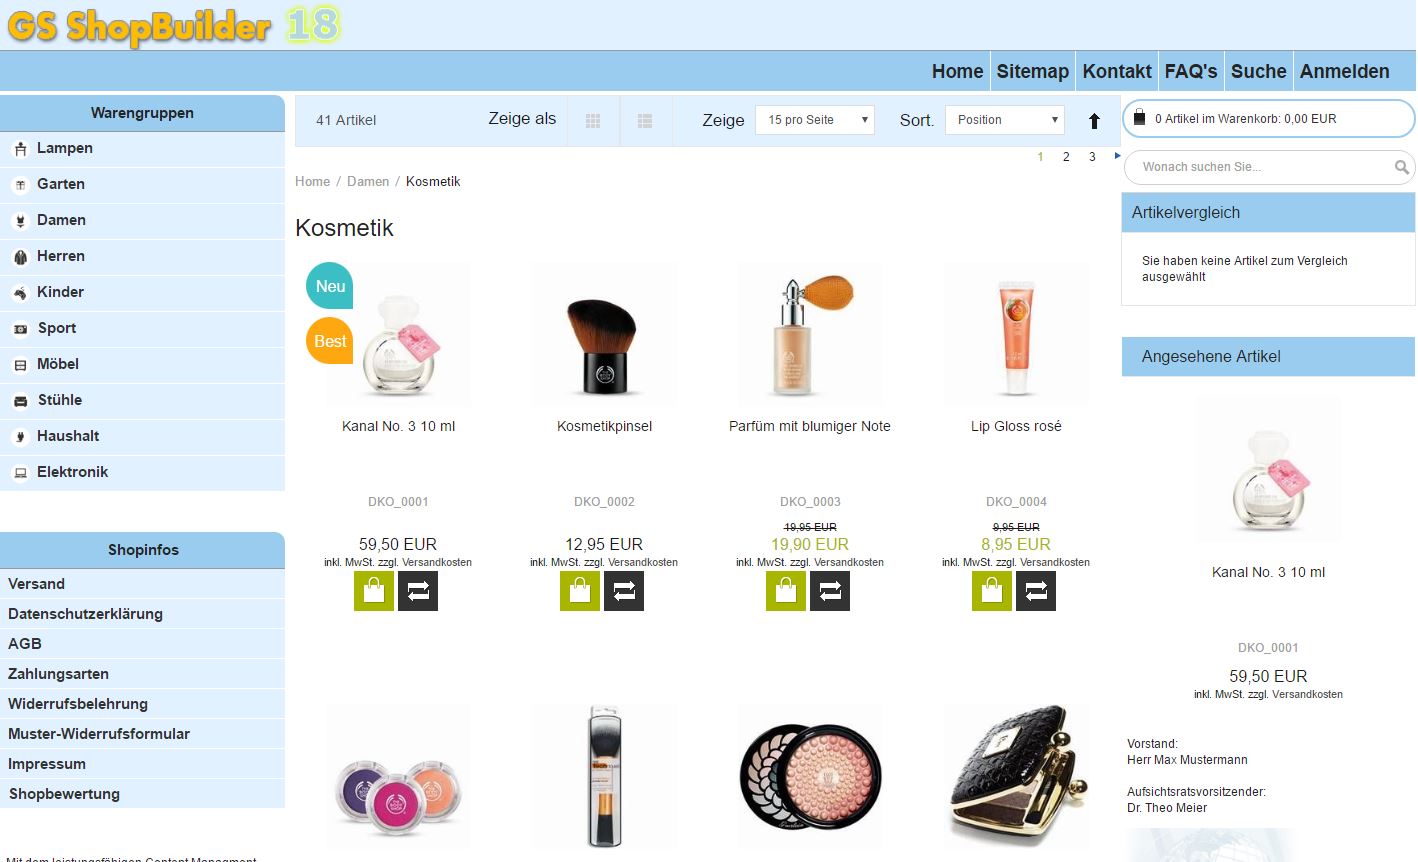 GS ShopBuilder 18
Home Sitemap Kontakt FAQ's Suche Anmelden
Warengruppen
Lampen
Garten
Damen
Herren
Kinder
Sport
Möbel
Stühle
Haushalt
Elektronik
Shopinfos
Versand
Datenschutzerklärung
AGB
Zahlungsarten
Widerrufsbelehrung
Muster-Widerrufsformular
Impressum
Shopbewertung
Mit dem leistungsfähigen Content Managment
41 Artikel Zeige als Zeige 15 pro Seite Sort. Position
1 2 3
Home / Damen / Kosmetik
Kosmetik
Neu
Best
Kanal No. 3 10 ml
DKO_0001
59,50 EUR
inkl. MwSt. zzgl. Versandkosten
Kosmetikpinsel
DKO_0002
12,95 EUR
inkl. MwSt. zzgl. Versandkosten
Parfüm mit blumiger Note
DKO_0003
19,95 EUR
19,90 EUR
inkl. MwSt. zzgl. Versandkosten
Lip Gloss rosé
DKO_0004
9,95 EUR
8,95 EUR
inkl. MwSt. zzgl. Versandkosten
0 Artikel im Warenkorb: 0,00 EUR
Wonach suchen Sie...
Artikelvergleich
Sie haben keine Artikel zum Vergleich
ausgewählt
Angesehene Artikel
Kanal No. 3 10 ml
DKO_0001
59,50 EUR
inkl. MwSt. zzgl. Versandkosten
Vorstand:
Herr Max Mustermann
Aufsichtsratsvorsitzender:
Dr. Theo Meier